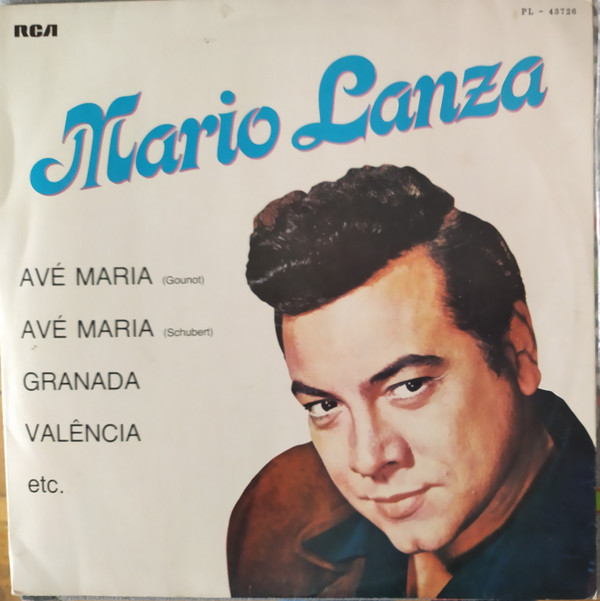 RCA
PL - 43726
Mario Lanza
AVÉ MARIA (Gounot)
AVÉ MARIA (Schubert)
GRANADA
VALÊNCIA
etc.